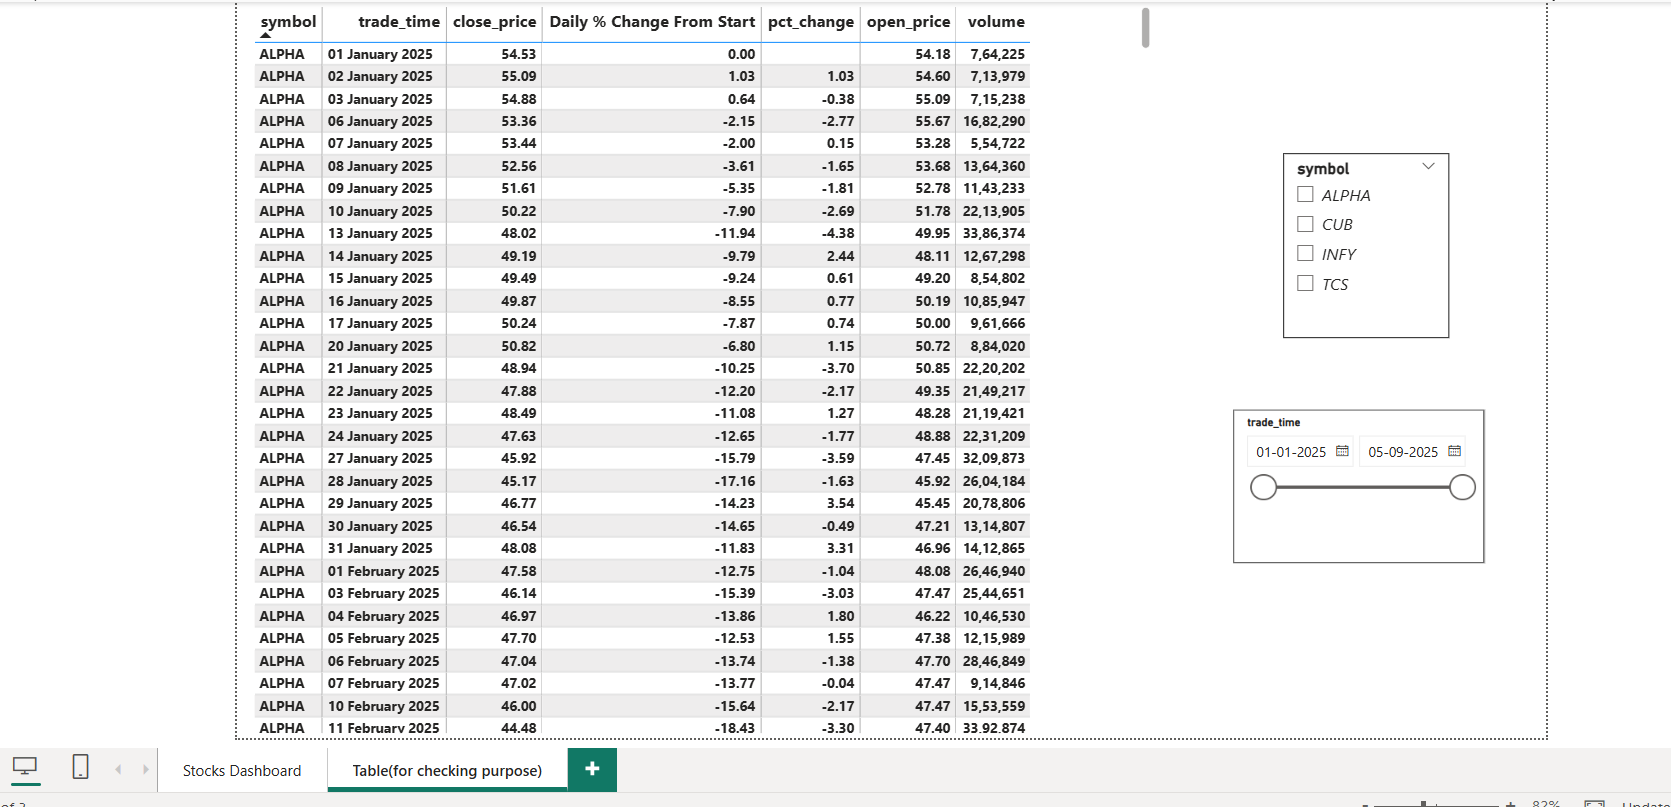 symbol trade_time close_price Daily % Change From Start pct_change open_price volume
ALPHA 01 January 2025 54.53 0.00 54.18 7,64,225
ALPHA 02 January 2025 55.09 1.03 1.03 54.60 7,13,979
ALPHA 03 January 2025 54.88 0.64 -0.38 55.09 7,15,238
ALPHA 06 January 2025 53.36 -2.15 -2.77 55.67 16,82,290
ALPHA 07 January 2025 53.44 -2.00 0.15 53.28 5,54,722
ALPHA 08 January 2025 52.56 -3.61 -1.65 53.68 13,64,360
ALPHA 09 January 2025 51.61 -5.35 -1.81 52.78 11,43,233
ALPHA 10 January 2025 50.22 -7.90 -2.69 51.78 22,13,905
ALPHA 13 January 2025 48.02 -11.94 -4.38 49.95 33,86,374
ALPHA 14 January 2025 49.19 -9.79 2.44 48.11 12,67,298
ALPHA 15 January 2025 49.49 -9.24 0.61 49.20 8,54,802
ALPHA 16 January 2025 49.87 -8.55 0.77 50.19 10,85,947
ALPHA 17 January 2025 50.24 -7.87 0.74 50.00 9,61,666
ALPHA 20 January 2025 50.82 -6.80 1.15 50.72 8,84,020
ALPHA 21 January 2025 48.94 -10.25 -3.70 50.85 22,20,202
ALPHA 22 January 2025 47.88 -12.20 -2.17 49.35 21,49,217
ALPHA 23 January 2025 48.49 -11.08 1.27 48.28 21,19,421
ALPHA 24 January 2025 47.63 -12.65 -1.77 48.88 22,31,209
ALPHA 27 January 2025 45.92 -15.79 -3.59 47.45 32,09,873
ALPHA 28 January 2025 45.17 -17.16 -1.63 45.92 26,04,184
ALPHA 29 January 2025 46.77 -14.23 3.54 45.45 20,78,806
ALPHA 30 January 2025 46.54 -14.65 -0.49 47.21 13,14,807
ALPHA 31 January 2025 48.08 -11.83 3.31 46.96 14,12,865
ALPHA 01 February 2025 47.58 -12.75 -1.04 48.08 26,46,940
ALPHA 03 February 2025 46.14 -15.39 -3.03 47.47 25,44,651
ALPHA 04 February 2025 46.97 -13.86 1.80 46.22 10,46,530
ALPHA 05 February 2025 47.70 -12.53 1.55 47.38 12,15,989
ALPHA 06 February 2025 47.04 -13.74 -1.38 47.70 28,46,849
ALPHA 07 February 2025 47.02 -13.77 -0.04 47.47 9,14,846
ALPHA 10 February 2025 46.00 -15.64 -2.17 47.47 15,53,559
ALPHA 11 February 2025 44.48 -18.43 -3.30 47.40 33,92,874
symbol
ALPHA
CUB
INFY
TCS
trade_time
01-01-2025 05-09-2025
Stocks Dashboard Table(for checking purpose) +
82%